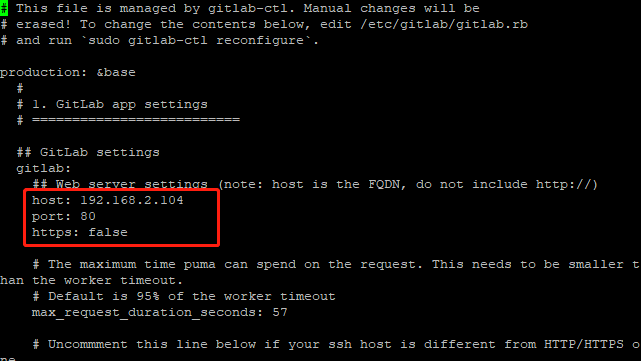 # This file is managed by gitlab-ctl. Manual changes will be
# erased! To change the contents below, edit /etc/gitlab/gitlab.rb
# and run `sudo gitlab-ctl reconfigure`.
production: &base
#
# 1. GitLab app settings
# ==========================
## GitLab settings
gitlab:
## Web server settings (note: host is the FQDN, do not include http://)
host: 192.168.2.104
port: 80
https: false
# The maximum time puma can spend on the request. This needs to be smaller t
han the worker timeout.
# Default is 95% of the worker timeout
max_request_duration_seconds: 57
# Uncommment this line below if your ssh host is different from HTTP/HTTPS o
ne